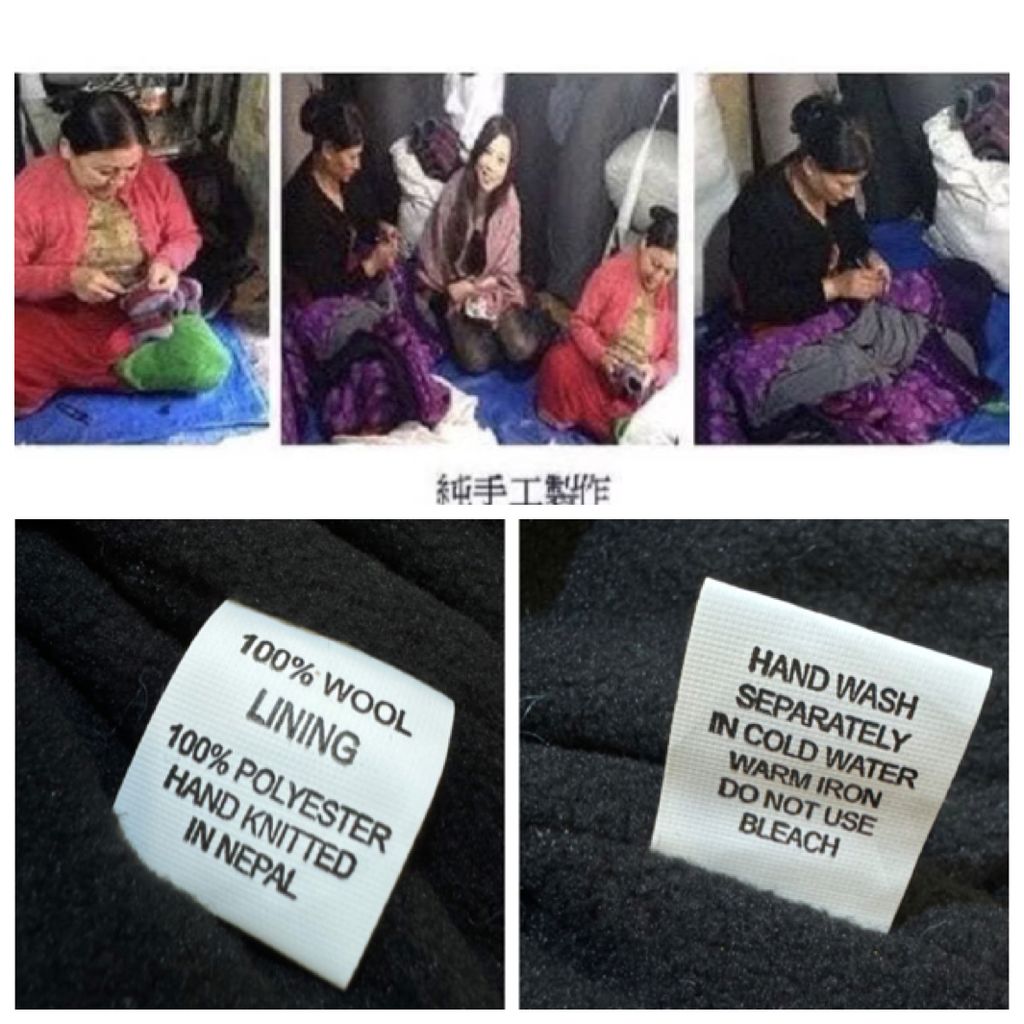 純手工製作
100% WOOL
LINING
100% POLYESTER
HAND KNITTED
IN NEPAL
HAND WASH
SEPARATELY
IN COLD WATER
WARM IRON
DO NOT USE
BLEACH